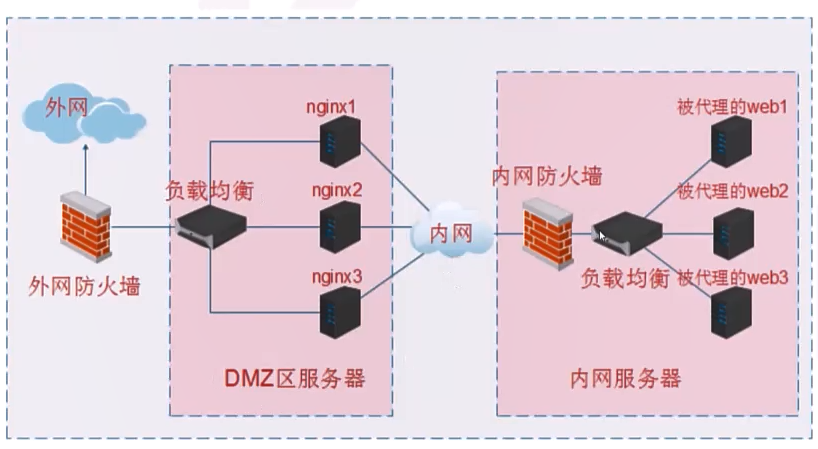 外网
外网防火墙
负载均衡
nginx1
nginx2
nginx3
DMZ区服务器
内网
内网防火墙
负载均衡
被代理的web1
被代理的web2
被代理的web3
内网服务器